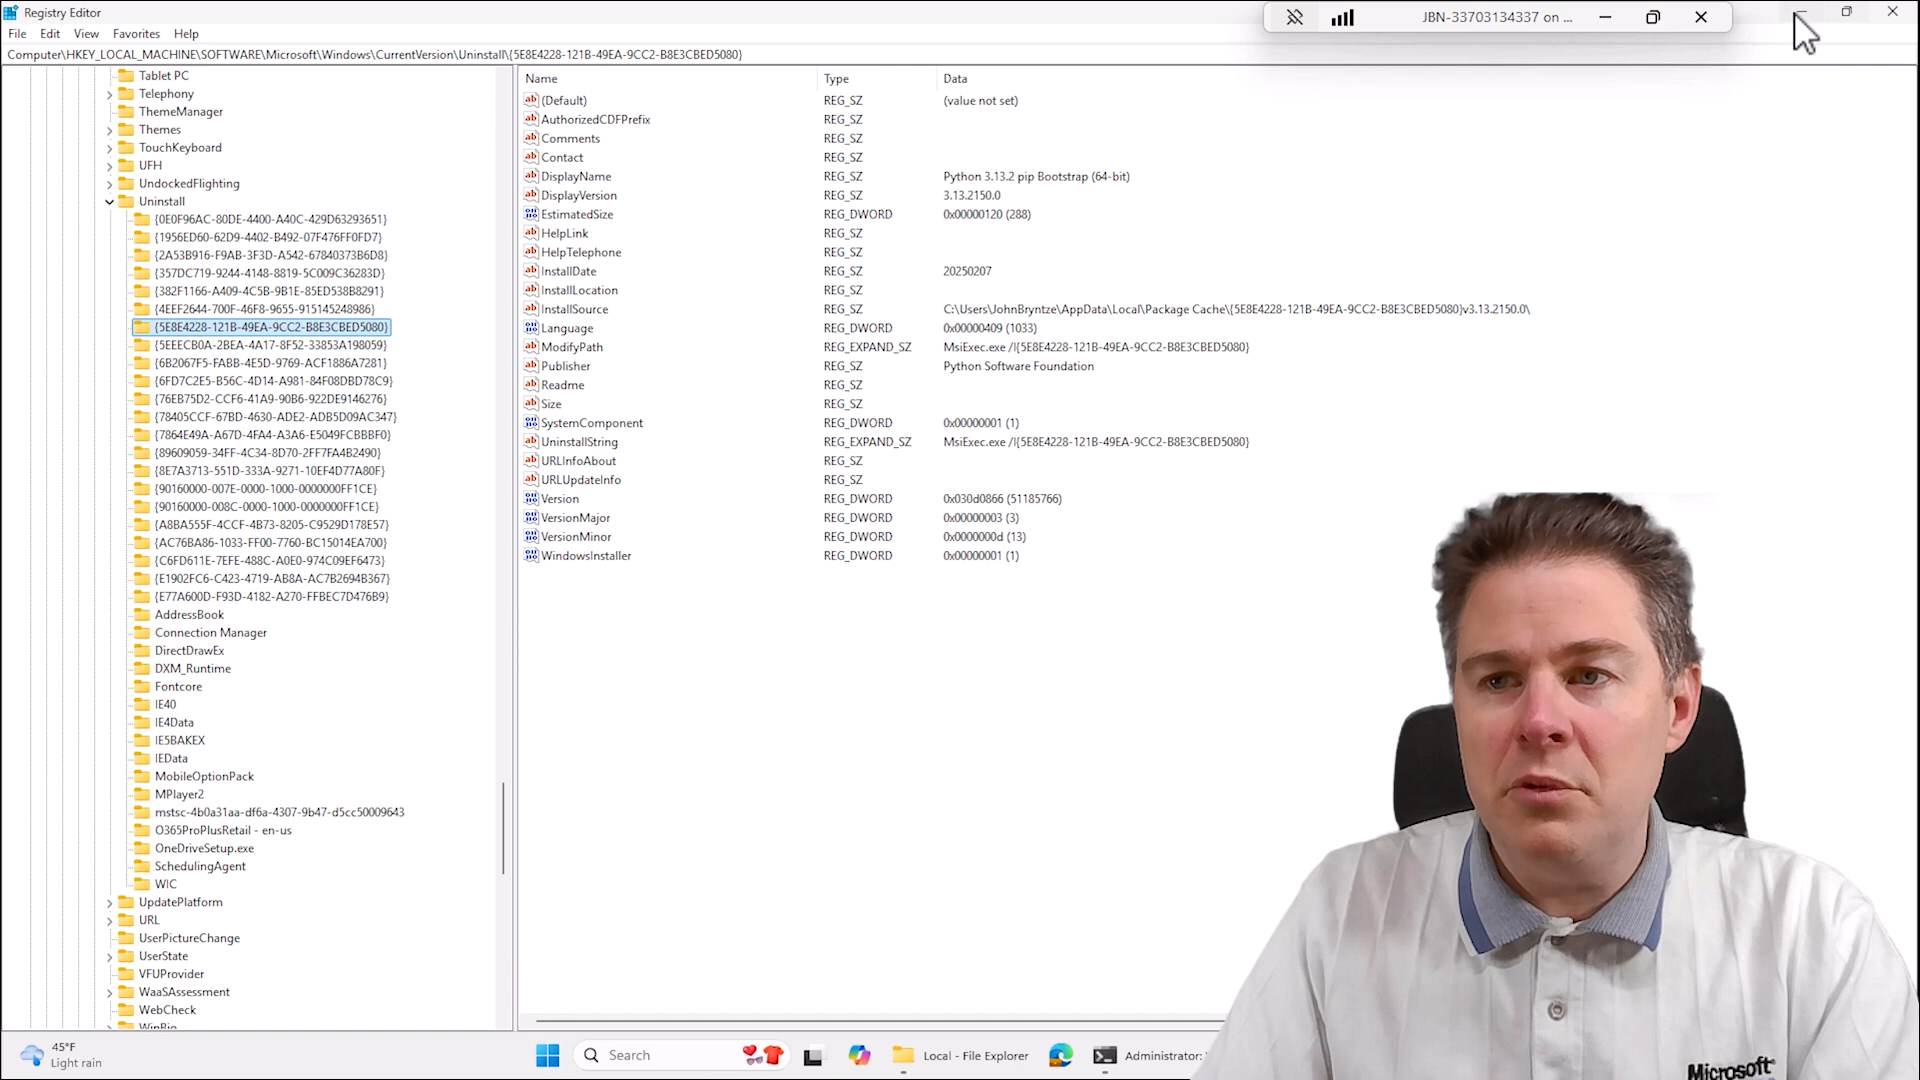 Registry Editor
JBN-33703134337 on ...
File Edit View Favorites Help
Computer\HKEY_LOCAL_MACHINE\SOFTWARE\Microsoft\Windows\CurrentVersion\Uninstall\{5E8E4228-121B-49EA-9CC2-B8E3CBED5080}
Tablet PC
Telephony
ThemeManager
Themes
TouchKeyboard
UFH
UndockedFlighting
Uninstall
{0E0F96AC-80DE-4400-A40C-429D63293651}
{1956ED60-62D9-4402-B492-07F476FF0FD7}
{2A53B916-F9AB-3F3D-A542-67840373B6D8}
{357DC719-9244-4148-8819-5C009C36283D}
{382F1166-A409-4C5B-9B1E-85ED538B8291}
{4EEF2644-700F-46F8-9655-915145248986}
{5E8E4228-121B-49EA-9CC2-B8E3CBED5080}
{5EEECB0A-2BEA-4A17-8F52-33853A198059}
{6B2067F5-FABB-4E5D-9769-ACF1886A7281}
{6FD7C2E5-B56C-4D14-A981-84F08DBD78C9}
{76EB75D2-CCF6-41A9-90B6-922DE9146276}
{78405CCF-67BD-4630-ADE2-ADB5D09AC347}
{7864E49A-A67D-4FA4-A3A6-E5049FCBBBF0}
{89609059-34FF-4C34-8D70-2FF7FA4B2490}
{8E7A3713-551D-333A-9271-10EF4D77A80F}
{90160000-007E-0000-1000-0000000FF1CE}
{90160000-008C-0000-1000-0000000FF1CE}
{A8BA555F-4CCF-4B73-8205-C9529D178E57}
{AC76BA86-1033-FF00-7760-BC15014EA700}
{C6FD611E-7EFE-488C-A0E0-974C09EF6473}
{E1902FC6-C423-4719-AB8A-AC7B2694B367}
{E77A600D-F93D-4182-A270-FFBEC7D476B9}
AddressBook
Connection Manager
DirectDrawEx
DXM_Runtime
Fontcore
IE40
IE4Data
IE5BAKEX
IEData
MobileOptionPack
MPlayer2
mstsc-4b0a31aa-df6a-4307-9b47-d5cc50009643
O365ProPlusRetail - en-us
OneDriveSetup.exe
SchedulingAgent
WIC
UpdatePlatform
URL
UserPictureChange
UserState
VFUProvider
WaaSAssessment
WebCheck
WinBio
Name Type Data
(Default) REG_SZ (value not set)
AuthorizedCDFPrefix REG_SZ
Comments REG_SZ
Contact REG_SZ
DisplayName REG_SZ Python 3.13.2 pip Bootstrap (64-bit)
DisplayVersion REG_SZ 3.13.2150.0
EstimatedSize REG_DWORD 0x00000120 (288)
HelpLink REG_SZ
HelpTelephone REG_SZ
InstallDate REG_SZ 20250207
InstallLocation REG_SZ
InstallSource REG_SZ C:\Users\JohnBryntze\AppData\Local\Package Cache\{5E8E4228-121B-49EA-9CC2-B8E3CBED5080}v3.13.2150.0\
Language REG_DWORD 0x00000409 (1033)
ModifyPath REG_EXPAND_SZ MsiExec.exe /I{5E8E4228-121B-49EA-9CC2-B8E3CBED5080}
Publisher REG_SZ Python Software Foundation
Readme REG_SZ
Size REG_SZ
SystemComponent REG_DWORD 0x00000001 (1)
UninstallString REG_EXPAND_SZ MsiExec.exe /I{5E8E4228-121B-49EA-9CC2-B8E3CBED5080}
URLInfoAbout REG_SZ
URLUpdateInfo REG_SZ
Version REG_DWORD 0x030d0866 (51185766)
VersionMajor REG_DWORD 0x00000003 (3)
VersionMinor REG_DWORD 0x0000000d (13)
WindowsInstaller REG_DWORD 0x00000001 (1)
Microsoft
45°F
Light rain
Search
Local - File Explorer
Administrator: